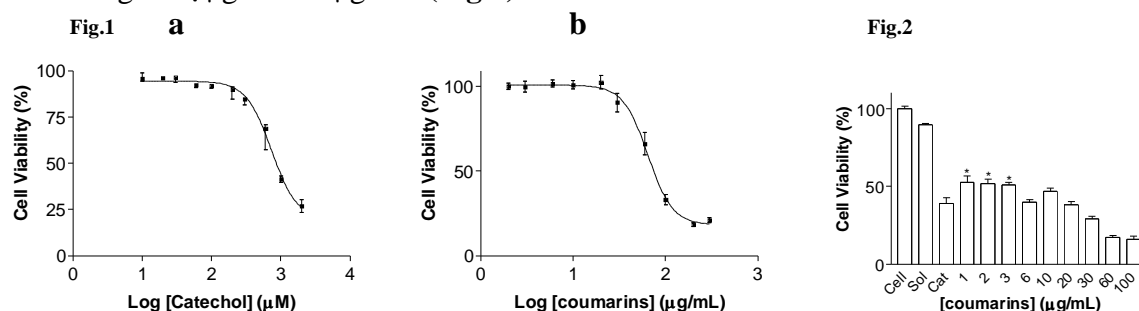 Fig.1 a b Fig.2
Cell Viability (%)
100
75
50
25
0
0 1 2 3 4
Log [Catechol] (μM)
Cell Viability (%)
100
50
0
0 1 2 3
Log [coumarins] (μg/mL)
Cell Viability (%)
100
50
0
* * *
Cell Sol Cat 1 2 3 6 10 20 30 60 100
[coumarins] (μg/mL)